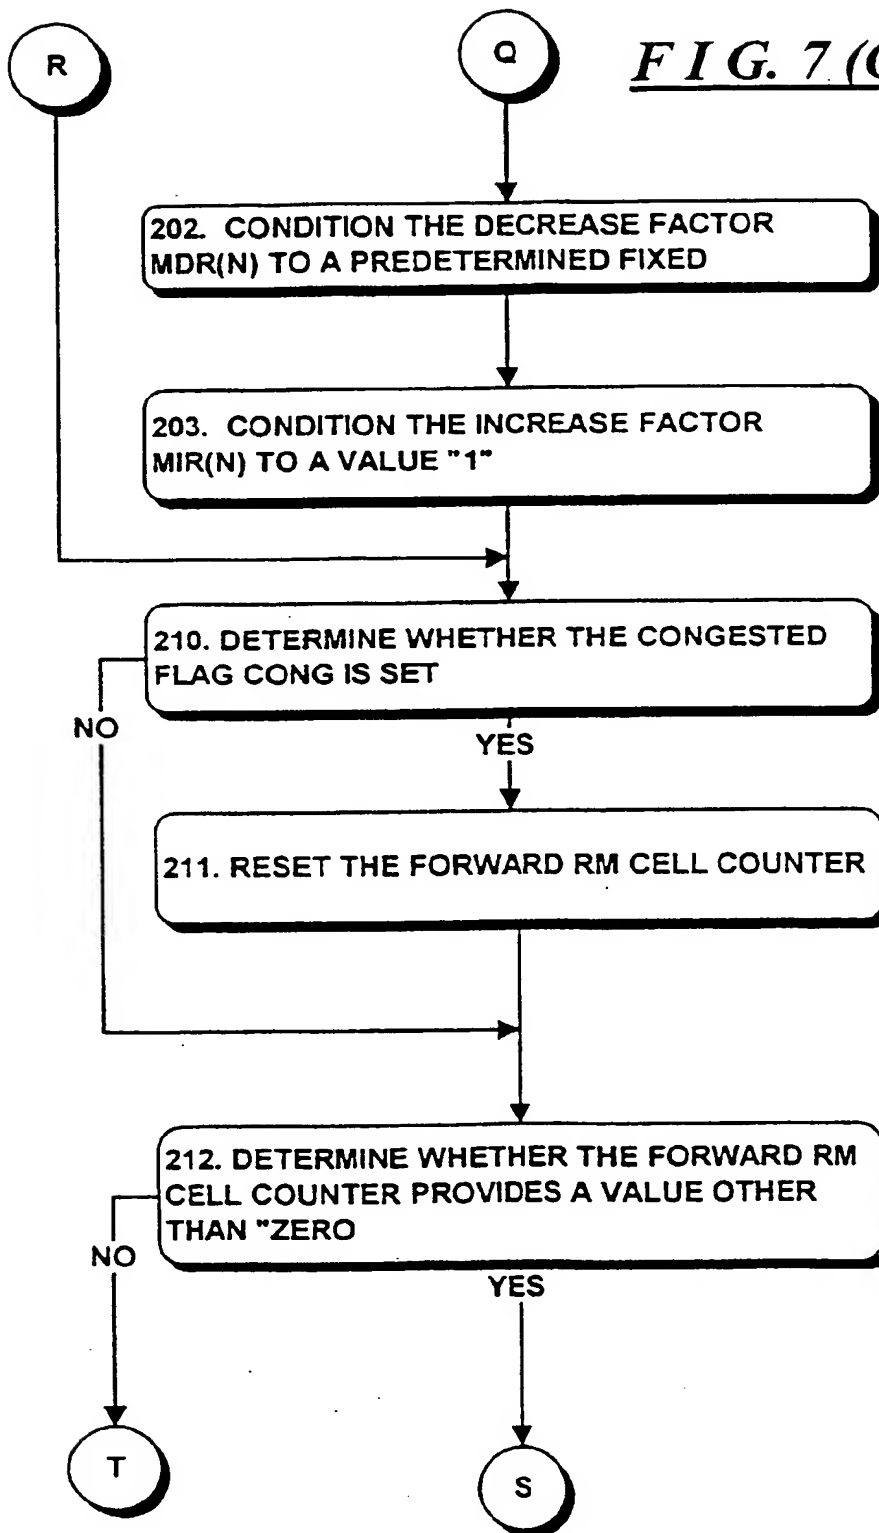 R
Q
FIG. 7 (
202. CONDITION THE DECREASE FACTOR
MDR(N) TO A PREDETERMINED FIXED
203. CONDITION THE INCREASE FACTOR
MIR(N) TO A VALUE "1"
210. DETERMINE WHETHER THE CONGESTED
FLAG CONG IS SET
NO
YES
211. RESET THE FORWARD RM CELL COUNTER
212. DETERMINE WHETHER THE FORWARD RM
CELL COUNTER PROVIDES A VALUE OTHER
THAN "ZERO
NO
YES
T
S